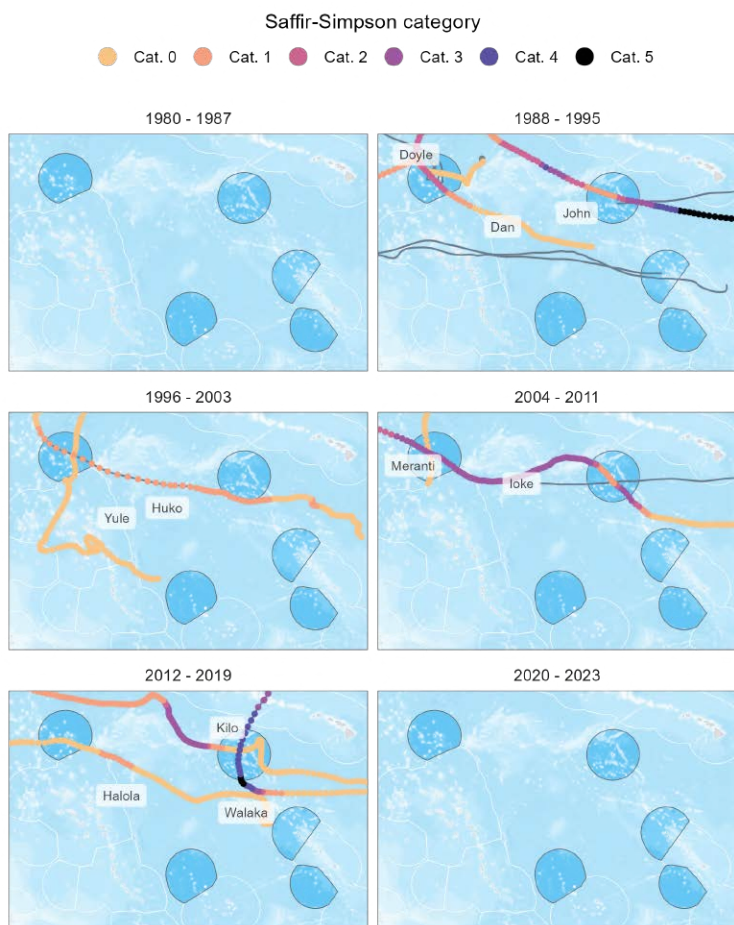 Saffir-Simpson category
Cat. 0 Cat. 1 Cat. 2 Cat. 3 Cat. 4 Cat. 5
1980 - 1987 1988 - 1995
Doyle
John
Dan
1996 - 2003 2004 - 2011
Meranti
Ioke
Huko
Yule
2012 - 2019 2020 - 2023
Kilo
Halola
Walaka